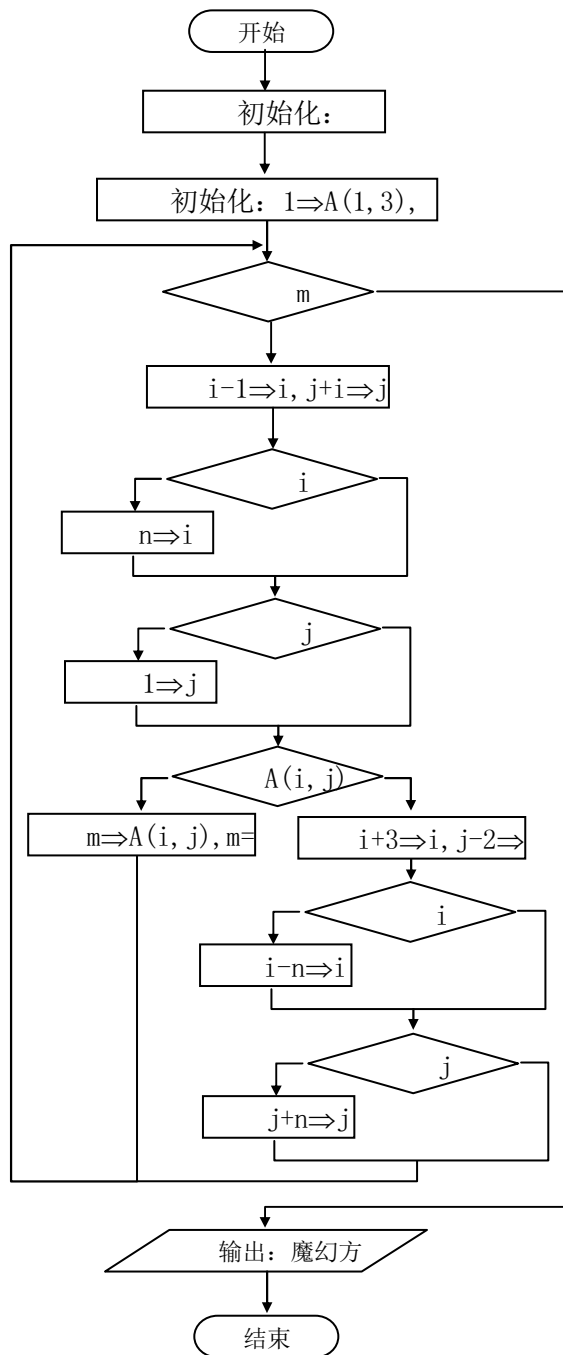 开始
初始化：
初始化：1⇒A(1,3),
m
i-1⇒i,j+i⇒j
i
n⇒i
j
1⇒j
A(i,j)
m⇒A(i,j),m=
i+3⇒i,j-2⇒
i
i-n⇒i
j
j+n⇒j
输出：魔幻方
结束